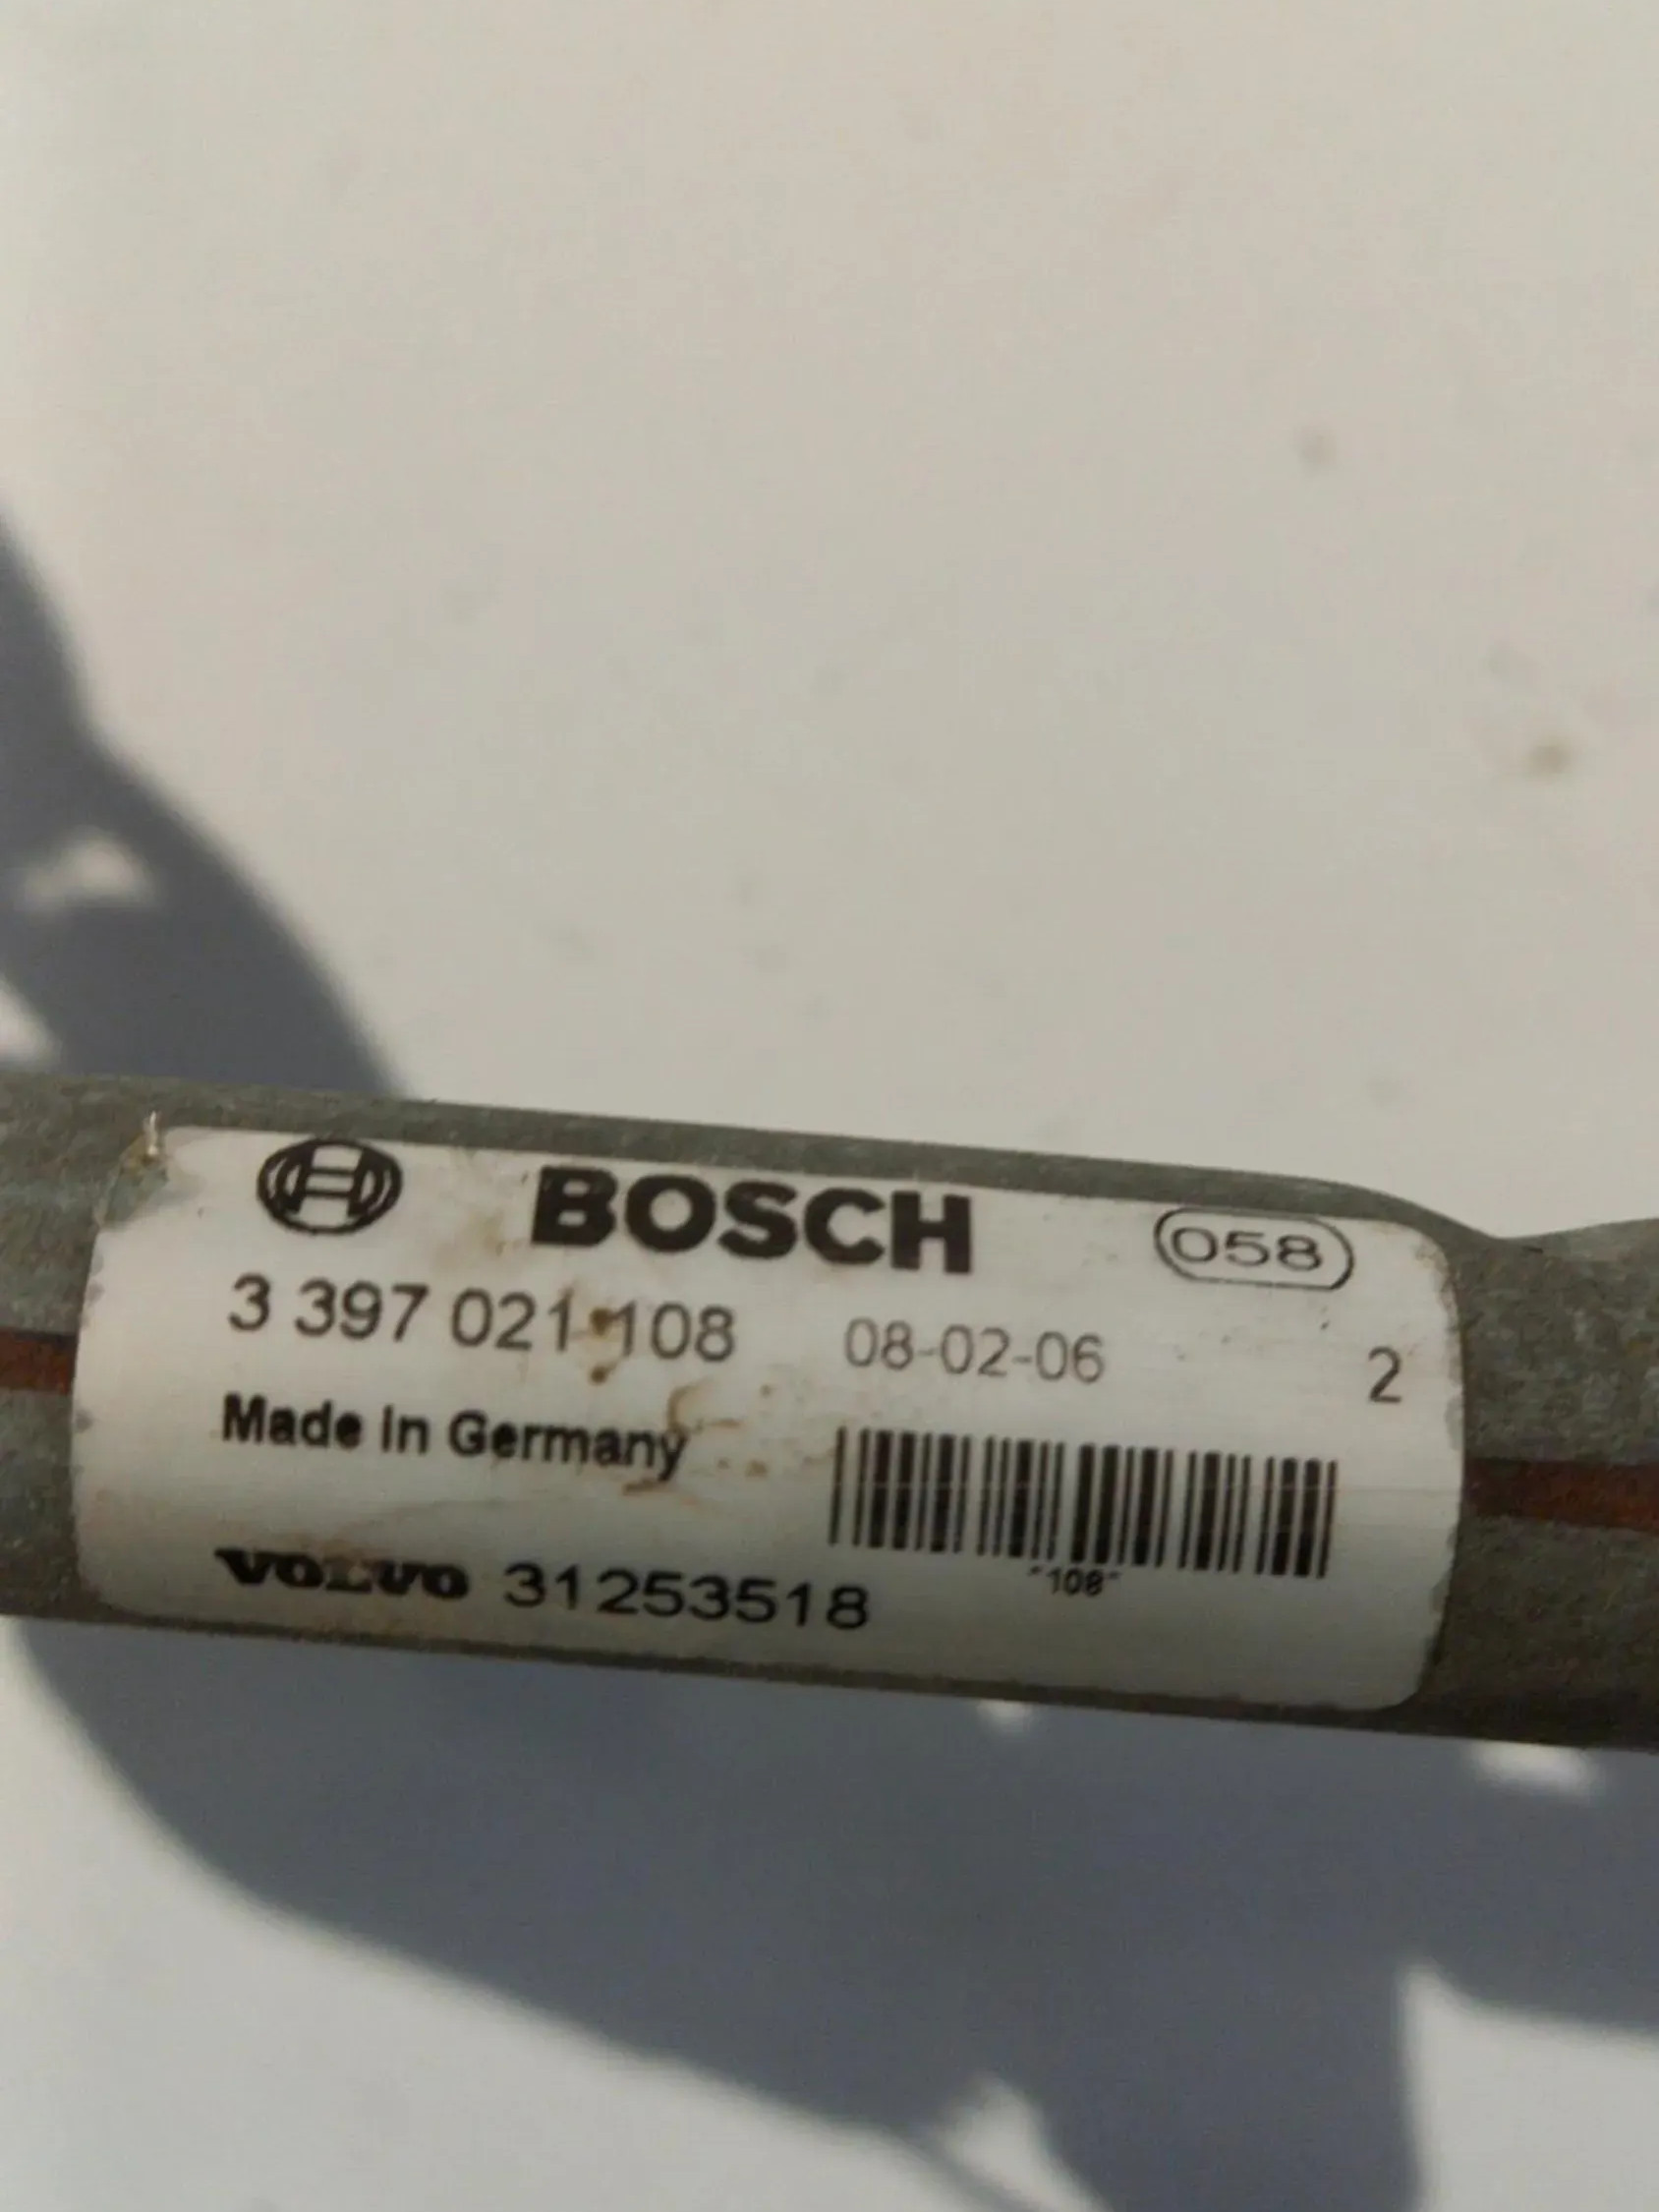 BOSCH 058
3 397 021 108 08-02-06 2
Made in Germany
"108"
VOLVO 31253518